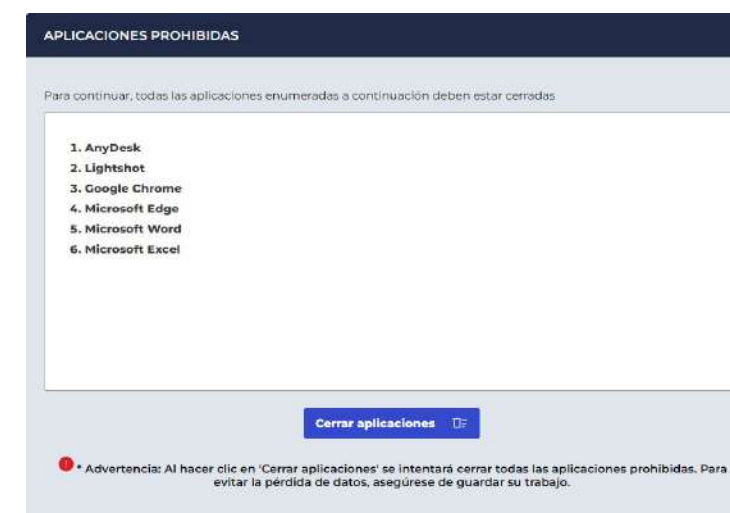 APLICACIONES PROHIBIDAS
Para continuar, todas las aplicaciones enumeradas a continuación deben estar cerradas
1. AnyDesk
2. Lightshot
3. Google Chrome
4. Microsoft Edge
5. Microsoft Word
6. Microsoft Excel
Cerrar aplicaciones
* Advertencia: Al hacer clic en 'Cerrar aplicaciones' se intentará cerrar todas las aplicaciones prohibidas. Para
evitar la pérdida de datos, asegúrese de guardar su trabajo.